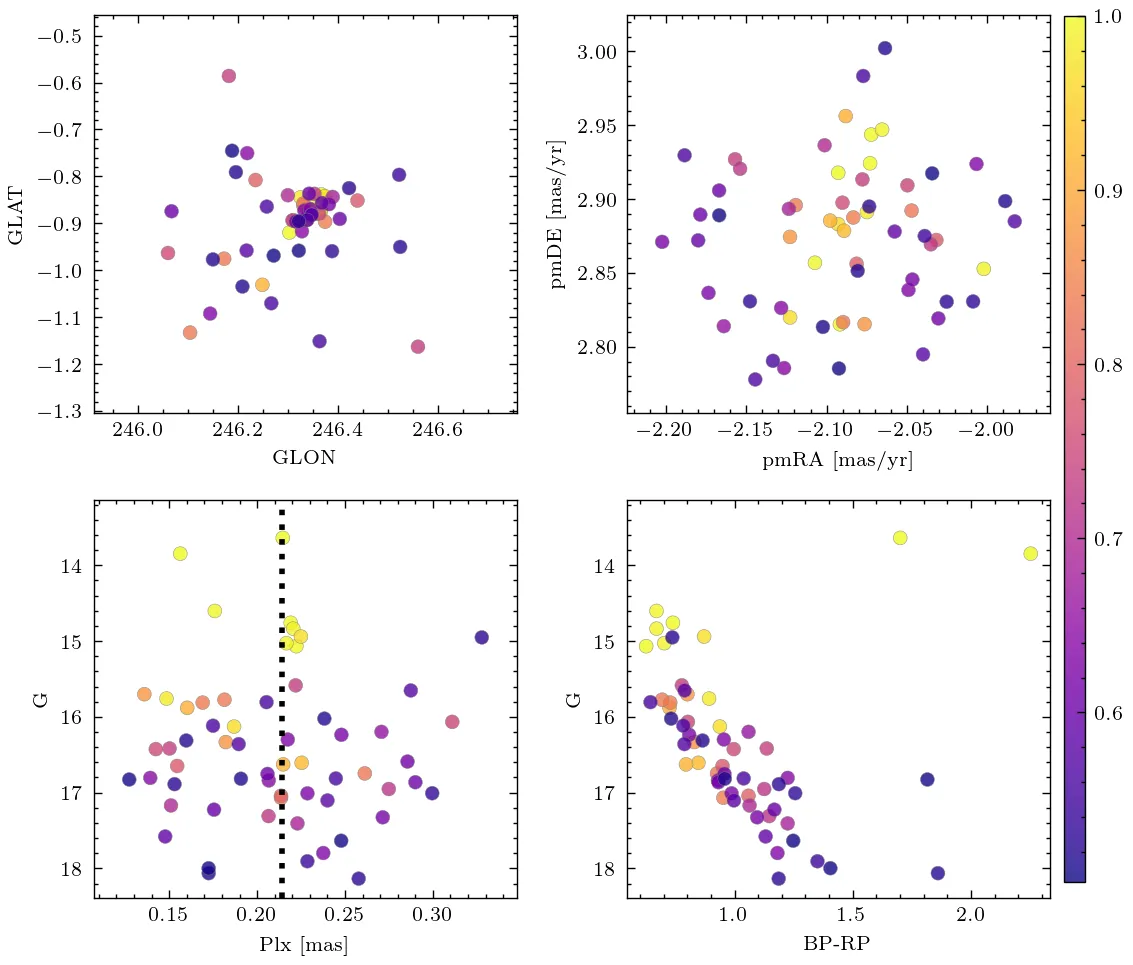 −0.5
−0.6
−0.7
−0.8
−0.9
−1.0
−1.1
−1.2
−1.3
GLAT
246.0 246.2 246.4 246.6
GLON
3.00
2.95
2.90
2.85
2.80
pmDE [mas/yr]
−2.20 −2.15 −2.10 −2.05 −2.00
pmRA [mas/yr]
14
15
16
17
18
G
0.15 0.20 0.25 0.30
Plx [mas]
14
15
16
17
18
G
1.0 1.5 2.0
BP-RP
1.0
0.9
0.8
0.7
0.6